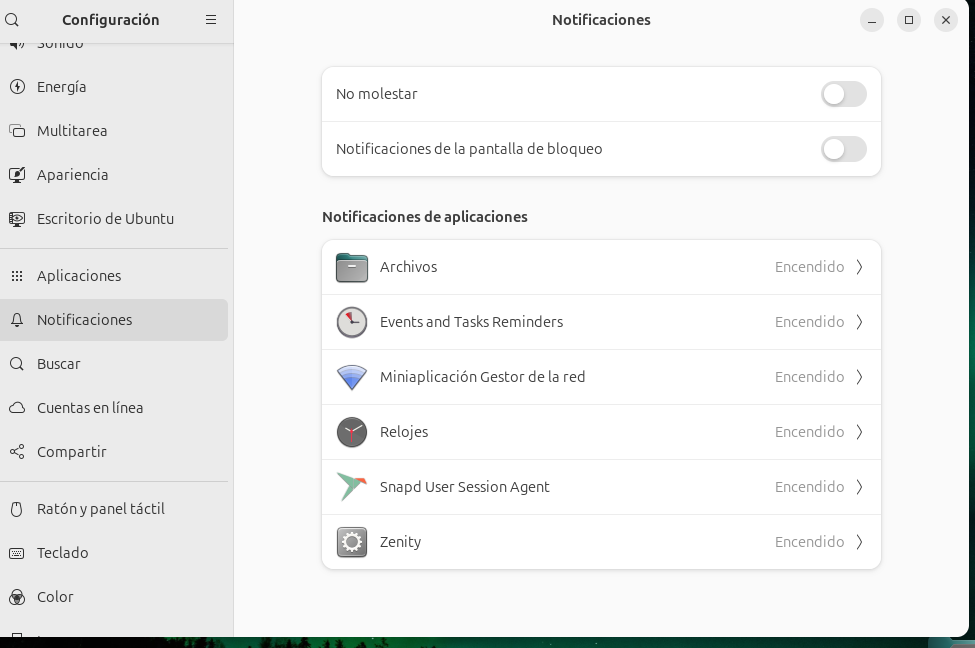 Configuración
Sonido
Energía
Multitarea
Apariencia
Escritorio de Ubuntu
Aplicaciones
Notificaciones
Buscar
Cuentas en línea
Compartir
Ratón y panel táctil
Teclado
Color
Notificaciones
No molestar
Notificaciones de la pantalla de bloqueo
Notificaciones de aplicaciones
Archivos Encendido
Events and Tasks Reminders Encendido
Miniaplicación Gestor de la red Encendido
Relojes Encendido
Snapd User Session Agent Encendido
Zenity Encendido